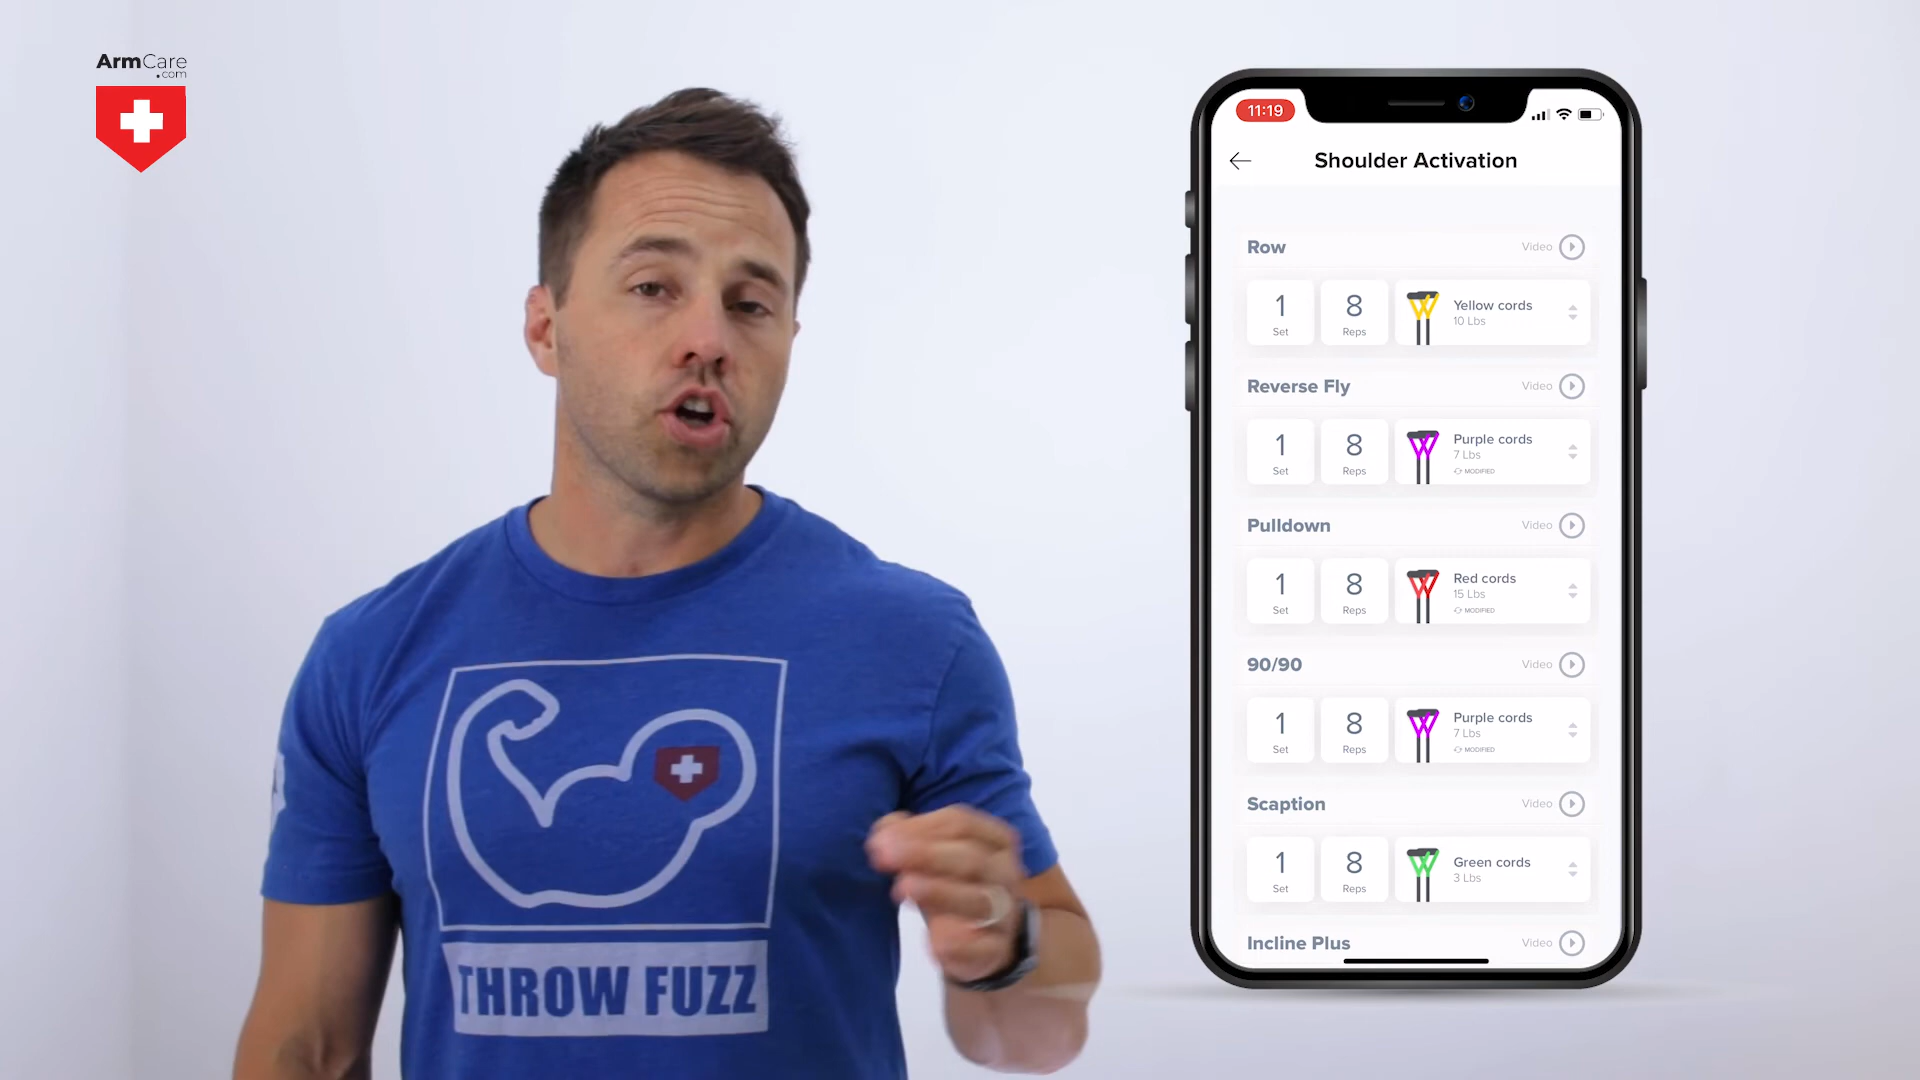 ArmCare
.com
THROW FUZZ
11:19
Shoulder Activation
Row
Video
1
Set
8
Reps
Yellow cords
10 Lbs
Reverse Fly
Video
1
Set
8
Reps
Purple cords
7 Lbs
MODIFIED
Pulldown
Video
1
Set
8
Reps
Red cords
15 Lbs
MODIFIED
90/90
Video
1
Set
8
Reps
Purple cords
7 Lbs
MODIFIED
Scaption
Video
1
Set
8
Reps
Green cords
3 Lbs
Incline Plus
Video